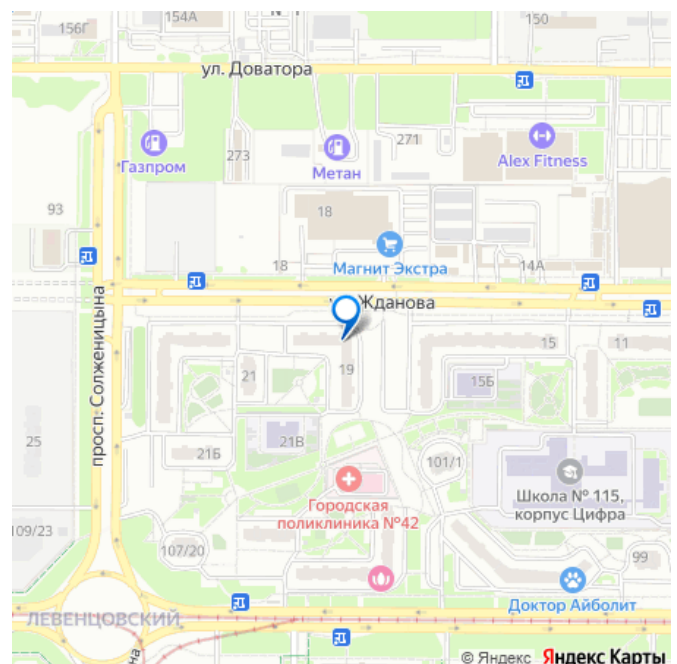 156Г
154А
150
ул. Доватора
Газпром
273
Метан
271
Alex Fitness
93
18
Магнит Экстра
18
14А
Жданова
просп. Солженицына
21
19
15
11
15Б
25
21Б
21В
101/1
Городская
поликлиника №42
Школа № 115,
корпус Цифра
109/23
107/20
99
Доктор Айболит
ЛЕВЕНЦОВСКИЙ
© Яндекс Яндекс Карты